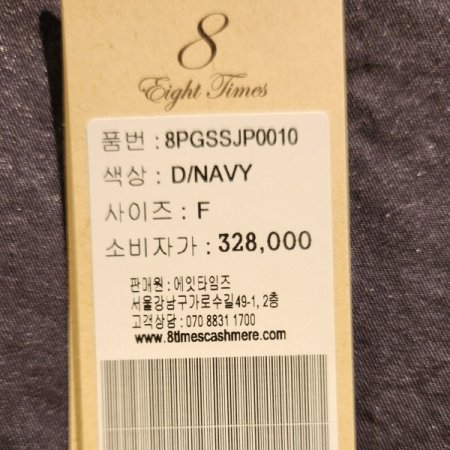 8
Eight Times
품번 : 8PGSSJP0010
색상 : D/NAVY
사이즈 : F
소비자가 : 328,000
판매원 : 에잇타임즈
서울강남구가로수길49-1, 2층
고객상담 : 070 8831 1700
www.8timescashmere.com